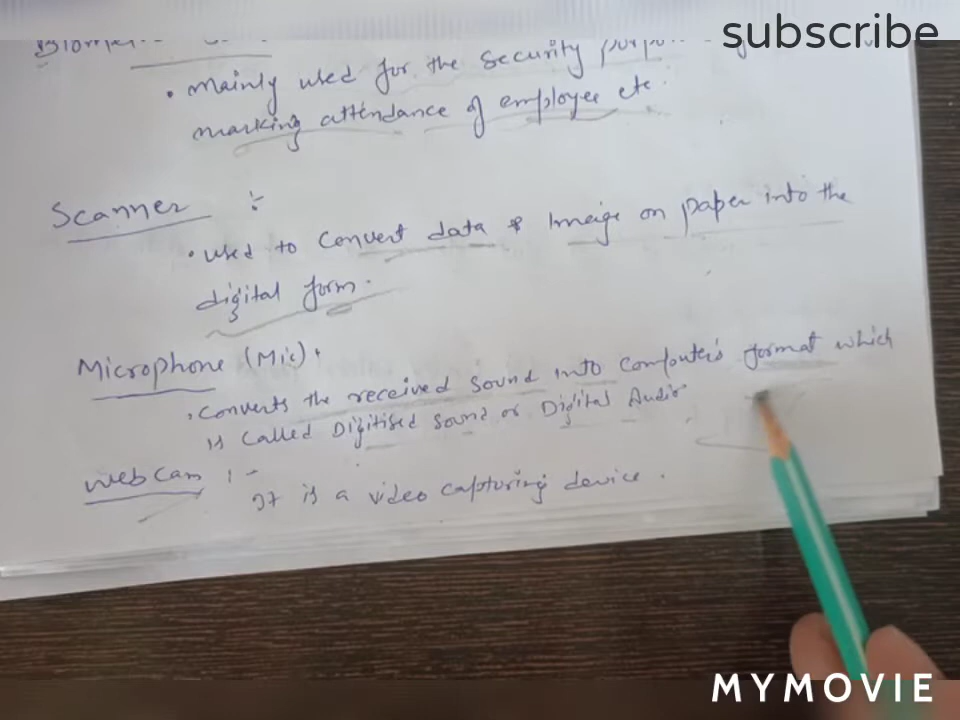 subscribe
• Mainly used for the security
marking attendance of employee etc.
Scanner :-
• used to convert data & Image on paper into the
digital form.
Microphone (Mic).
• converts the received sound into computer's format which
is called Digitised sound or Digital Audio
Web Cam :-
It is a video capturing device.
MYMOVIE